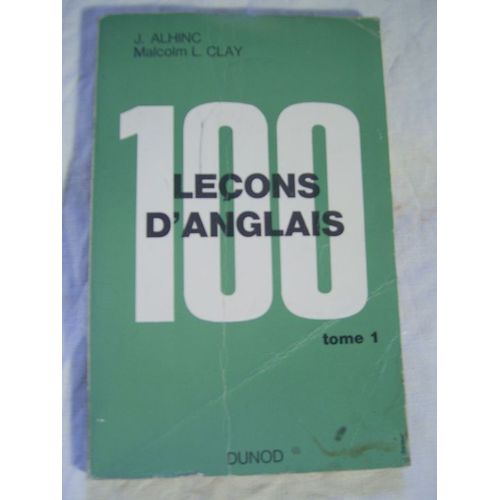 J. ALHINC
Malcolm L. CLAY
100
LEÇONS
D'ANGLAIS
tome 1
DUNOD